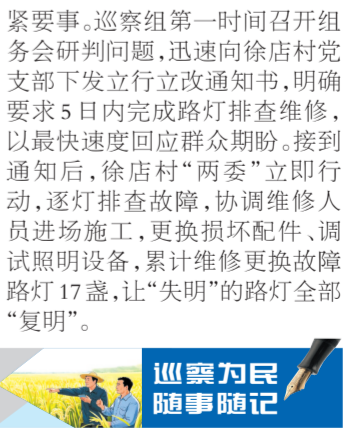 紧要事。巡察组第一时间召开组
务会研判问题，迅速向徐店村党
支部下发立行立改通知书，明确
要求5日内完成路灯排查维修，
以最快速度回应群众期盼。接到
通知后，徐店村“两委”立即行
动，逐灯排查故障，协调维修人
员进场施工，更换损坏配件、调
试照明设备，累计维修更换故障
路灯17盏，让“失明”的路灯全部
“复明”。
巡察为民
随事随记